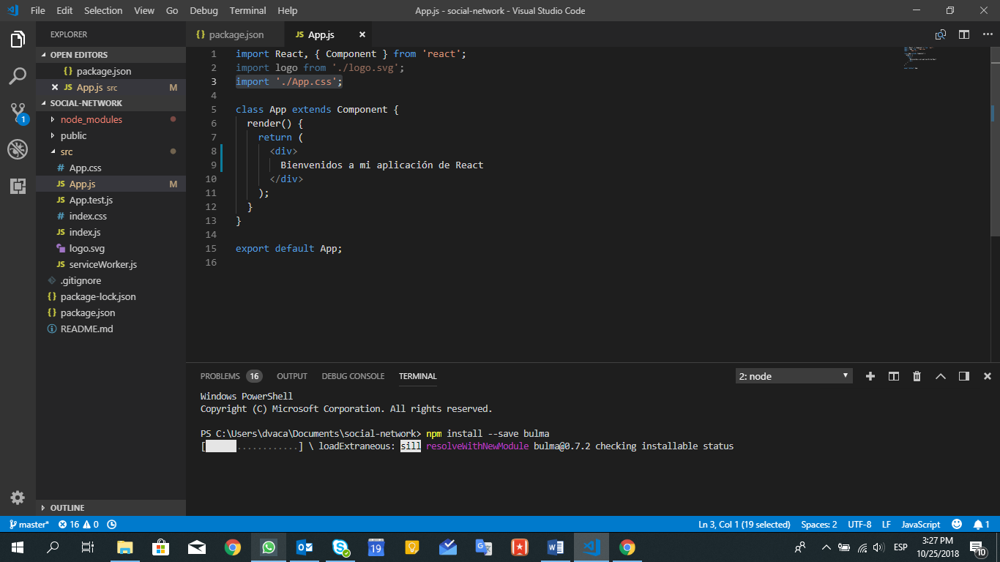 File Edit Selection View Go Debug Terminal Help
App.js - social-network - Visual Studio Code
EXPLORER
OPEN EDITORS
{} package.json
JS App.js src M
SOCIAL-NETWORK
node_modules
public
src
# App.css
JS App.js M
JS App.test.js
# index.css
JS index.js
logo.svg
JS serviceWorker.js
.gitignore
{} package-lock.json
{} package.json
README.md
OUTLINE
1
{} package.json
JS App.js
1 import React, { Component } from 'react';
2 import logo from './logo.svg';
3 import './App.css';
4
5 class App extends Component {
6 render() {
7 return (
8 <div>
9 Bienvenidos a mi aplicación de React
10 </div>
11 );
12 }
13 }
14
15 export default App;
16
PROBLEMS 16 OUTPUT DEBUG CONSOLE TERMINAL
2: node
Windows PowerShell
Copyright (C) Microsoft Corporation. All rights reserved.
PS C:\Users\dvaca\Documents\social-network> npm install --save bulma
[ ............] \ loadExtraneous: sill resolveWithNewModule bulma@0.7.2 checking installable status
master* 16 0
Ln 3, Col 1 (19 selected) Spaces: 2 UTF-8 LF JavaScript 1
19
ESP
3:27 PM
10/25/2018
10